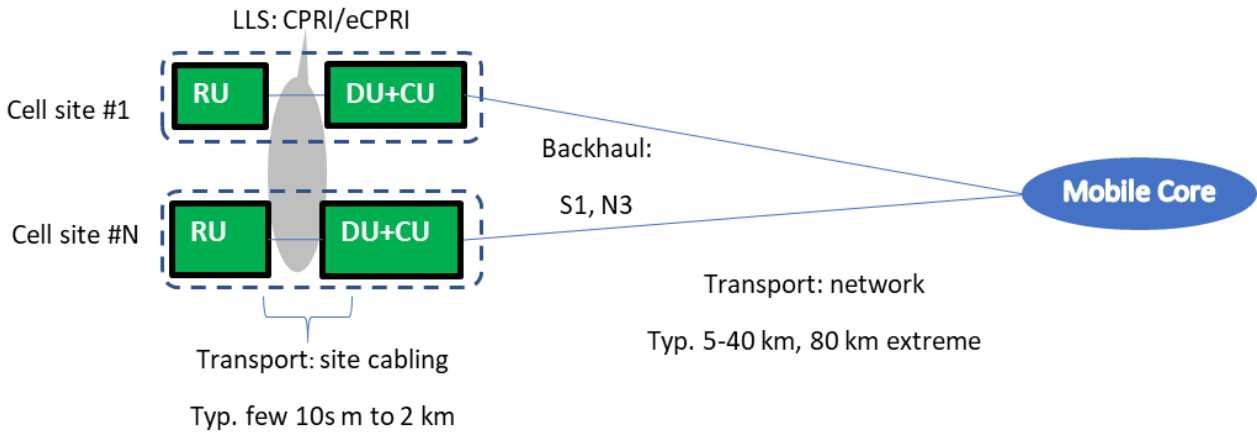 LLS: CPRI/eCPRI
RU
DU+CU
Cell site #1
Backhaul:
S1, N3
Mobile Core
RU
DU+CU
Cell site #N
Transport: network
Typ. 5-40 km, 80 km extreme
Transport: site cabling
Typ. few 10s m to 2 km